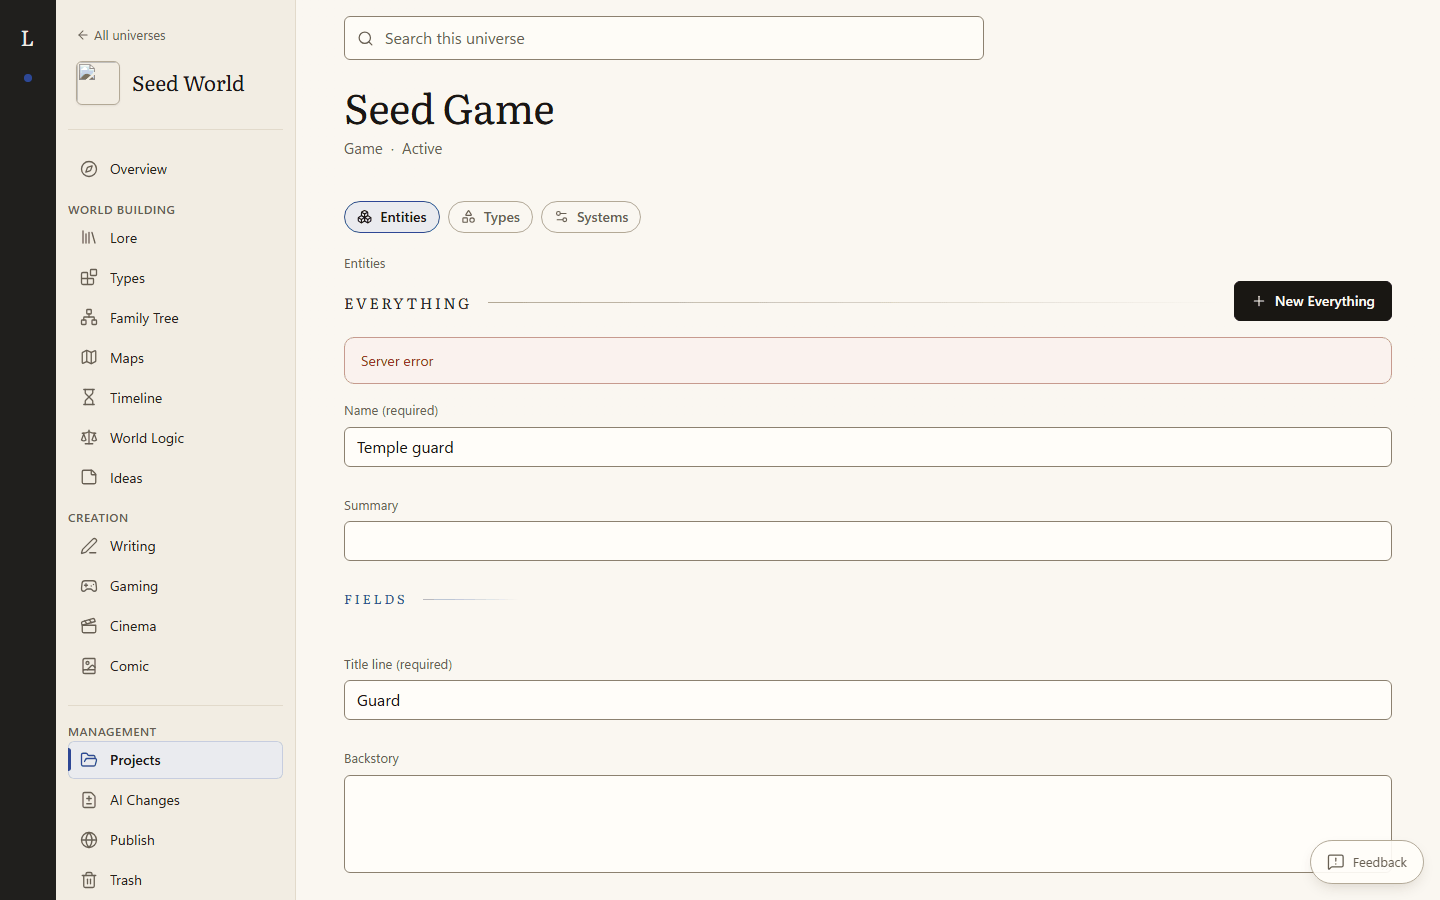 L
All universes
Seed World
Overview
WORLD BUILDING
Lore
Types
Family Tree
Maps
Timeline
World Logic
Ideas
CREATION
Writing
Gaming
Cinema
Comic
MANAGEMENT
Projects
AI Changes
Publish
Trash
Search this universe
Seed Game
Game · Active
Entities
Types
Systems
Entities
EVERYTHING
New Everything
Server error
Name (required)
Temple guard
Summary
FIELDS
Title line (required)
Guard
Backstory
Feedback